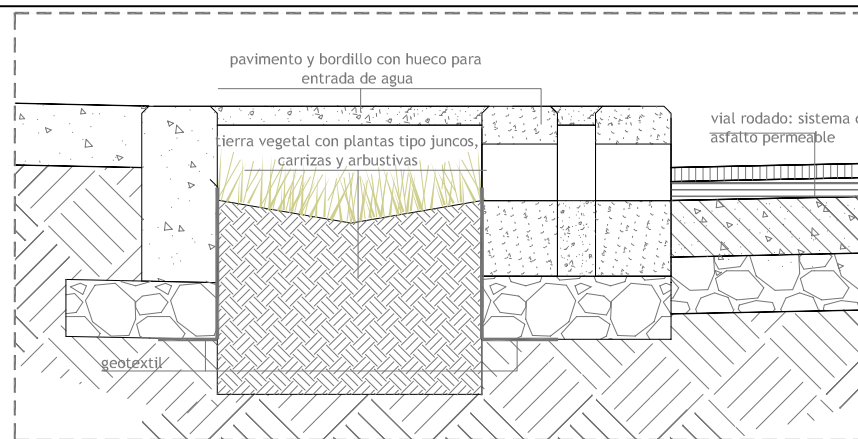 pavimento y bordillo con hueco para
entrada de agua
tierra vegetal con plantas tipo juncos,
carrizas y arbustivas
vial rodado: sistema
asfalto permeable
geotextil